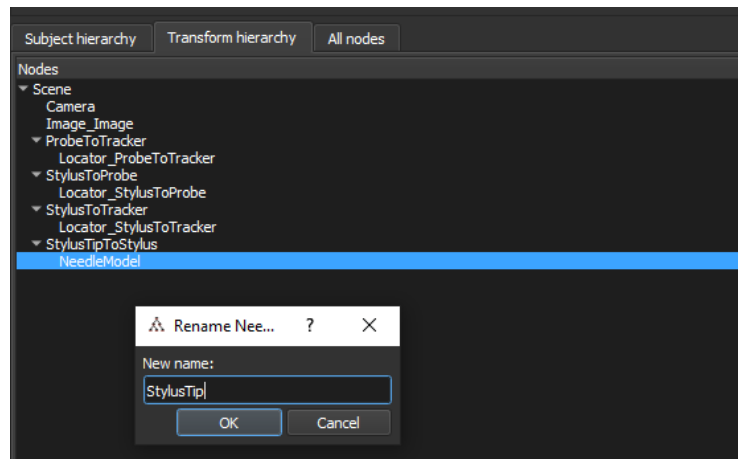 Subject hierarchy Transform hierarchy All nodes
Nodes
Scene
Camera
Image_Image
ProbeToTracker
Locator_ProbeToTracker
StylusToProbe
Locator_StylusToProbe
StylusToTracker
Locator_StylusToTracker
StylusTipToStylus
NeedleModel
Rename Nee... ?
New name:
StylusTip
OK Cancel